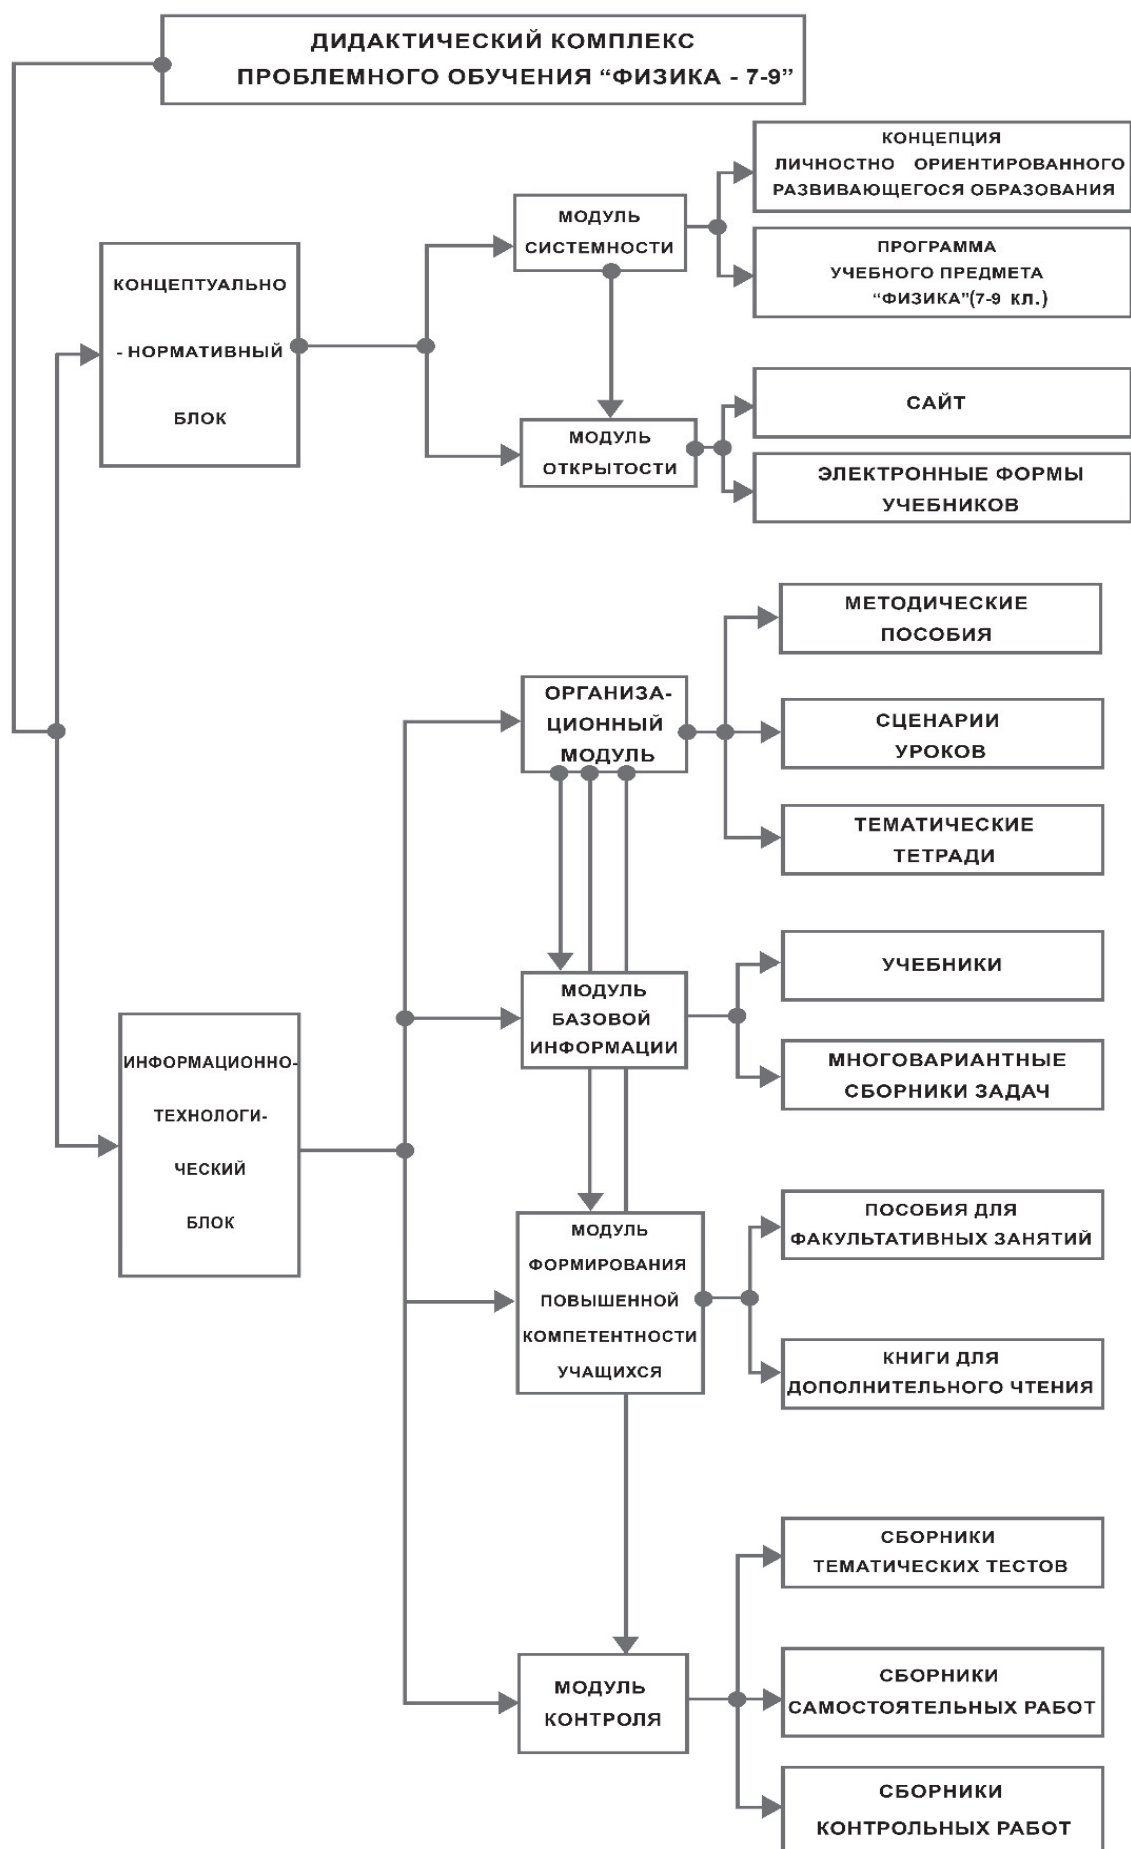 ДИДАКТИЧЕСКИЙ КОМПЛЕКС
ПРОБЛЕМНОГО ОБУЧЕНИЯ “ФИЗИКА - 7-9”
КОНЦЕПЦИЯ
ЛИЧНОСТНО ОРИЕНТИРОВАННОГО
РАЗВИВАЮЩЕГОСЯ ОБРАЗОВАНИЯ
МОДУЛЬ
СИСТЕМНОСТИ
ПРОГРАММА
УЧЕБНОГО ПРЕДМЕТА
“ФИЗИКА”(7-9 КЛ.)
КОНЦЕПТУАЛЬНО
- НОРМАТИВНЫЙ
БЛОК
САЙТ
МОДУЛЬ
ОТКРЫТОСТИ
ЭЛЕКТРОННЫЕ ФОРМЫ
УЧЕБНИКОВ
МЕТОДИЧЕСКИЕ
ПОСОБИЯ
ОРГАНИЗА-
ЦИОННЫЙ
МОДУЛЬ
СЦЕНАРИИ
УРОКОВ
ТЕМАТИЧЕСКИЕ
ТЕТРАДИ
УЧЕБНИКИ
МОДУЛЬ
БАЗОВОЙ
ИНФОРМАЦИИ
МНОГОВАРИАНТНЫЕ
СБОРНИКИ ЗАДАЧ
ИНФОРМАЦИОННО-
ТЕХНОЛОГИ-
ЧЕСКИЙ
БЛОК
ПОСОБИЯ ДЛЯ
ФАКУЛЬТАТИВНЫХ ЗАНЯТИЙ
МОДУЛЬ
ФОРМИРОВАНИЯ
ПОВЫШЕННОЙ
КОМПЕТЕНТНОСТИ
УЧАЩИХСЯ
КНИГИ ДЛЯ
ДОПОЛНИТЕЛЬНОГО ЧТЕНИЯ
СБОРНИКИ
ТЕМАТИЧЕСКИХ ТЕСТОВ
МОДУЛЬ
КОНТРОЛЯ
СБОРНИКИ
САМОСТОЯТЕЛЬНЫХ РАБОТ
СБОРНИКИ
КОНТРОЛЬНЫХ РАБОТ